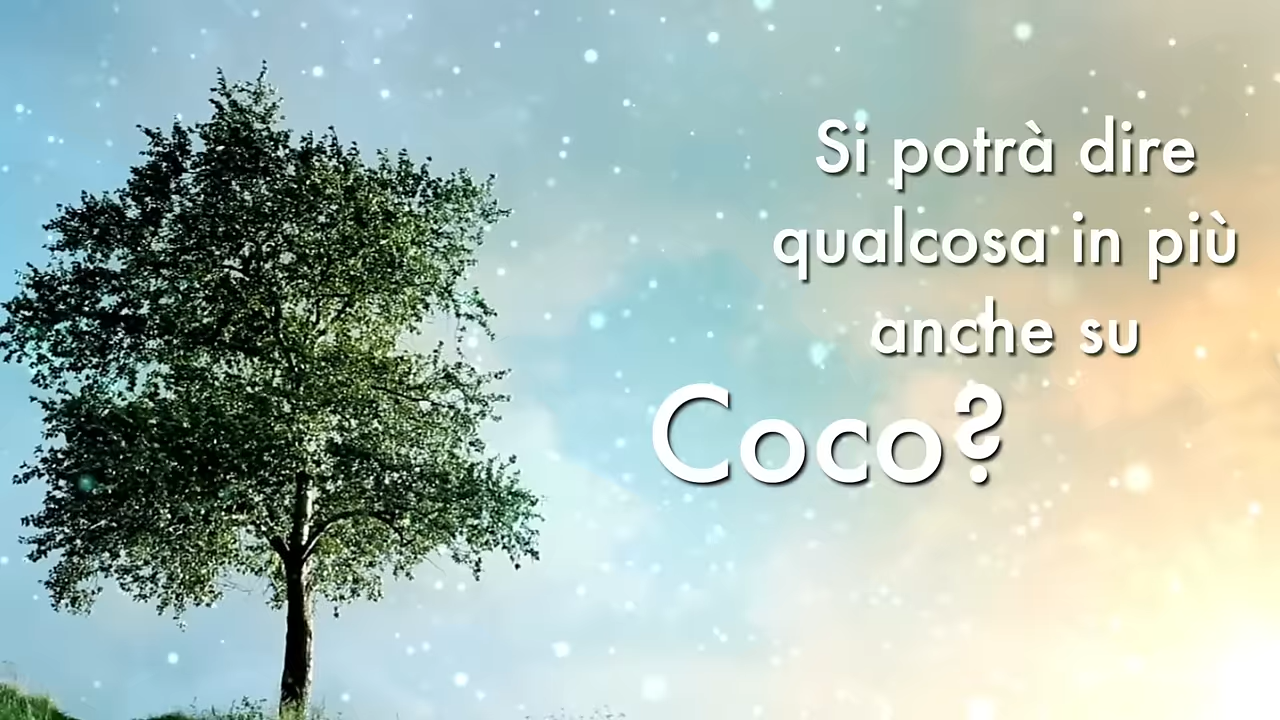 Si potrà dire
qualcosa in più
anche su
Coco?